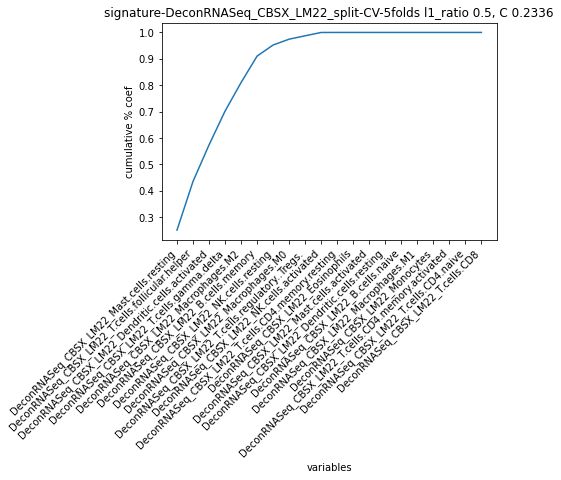 signature-DeconRNASeq_CBSX_LM22_split-CV-5folds l1_ratio 0.5, C 0.2336
cumulative % coef
1.0
0.9
0.8
0.7
0.6
0.5
0.4
0.3
DeconRNASeq_CBSX_LM22_Mast.cells.resting
DeconRNASeq_CBSX_LM22_T.cells.follicular.helper
DeconRNASeq_CBSX_LM22_Dendritic.cells.activated
DeconRNASeq_CBSX_LM22_T.cells.gamma.delta
DeconRNASeq_CBSX_LM22_Macrophages.M2
DeconRNASeq_CBSX_LM22_B.cells.memory
DeconRNASeq_CBSX_LM22_NK.cells.resting
DeconRNASeq_CBSX_LM22_Macrophages.M0
DeconRNASeq_CBSX_LM22_T.cells.regulatory..Tregs.
DeconRNASeq_CBSX_LM22_NK.cells.activated
DeconRNASeq_CBSX_LM22_T.cells.CD4.memory.resting
DeconRNASeq_CBSX_LM22_Eosinophils
DeconRNASeq_CBSX_LM22_Mast.cells.activated
DeconRNASeq_CBSX_LM22_Dendritic.cells.resting
DeconRNASeq_CBSX_LM22_B.cells.naive
DeconRNASeq_CBSX_LM22_Macrophages.M1
DeconRNASeq_CBSX_LM22_Monocytes
DeconRNASeq_CBSX_LM22_T.cells.CD4.memory.activated
DeconRNASeq_CBSX_LM22_T.cells.CD4.naive
DeconRNASeq_CBSX_LM22_T.cells.CD8
variables